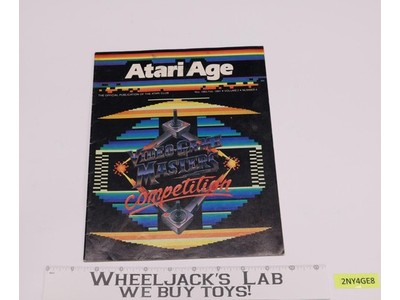 Atari Age
THE OFFICIAL PUBLICATION OF THE ATARI CLUB
VIDEO GAME
MASTERS
Competition
WHEELJACK'S LAB
WE BUY TOYS!
2NY4GE8